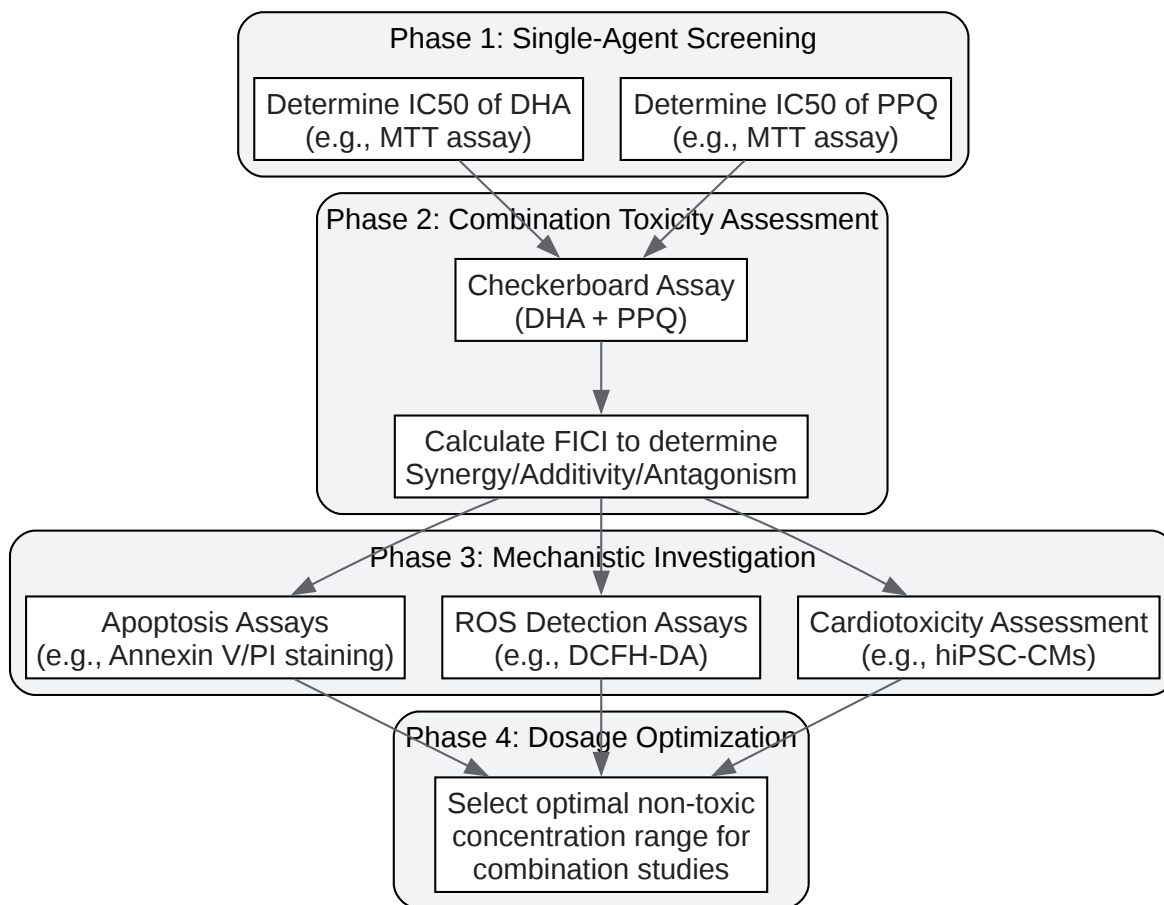 Phase 1: Single-Agent Screening
Determine IC50 of DHA
(e.g., MTT assay)
Determine IC50 of PPQ
(e.g., MTT assay)
Phase 2: Combination Toxicity Assessment
Checkerboard Assay
(DHA + PPQ)
Calculate FICI to determine
Synergy/Additivity/Antagonism
Phase 3: Mechanistic Investigation
Apoptosis Assays
(e.g., Annexin V/PI staining)
ROS Detection Assays
(e.g., DCFH-DA)
Cardiotoxicity Assessment
(e.g., hiPSC-CMs)
Phase 4: Dosage Optimization
Select optimal non-toxic
concentration range for
combination studies